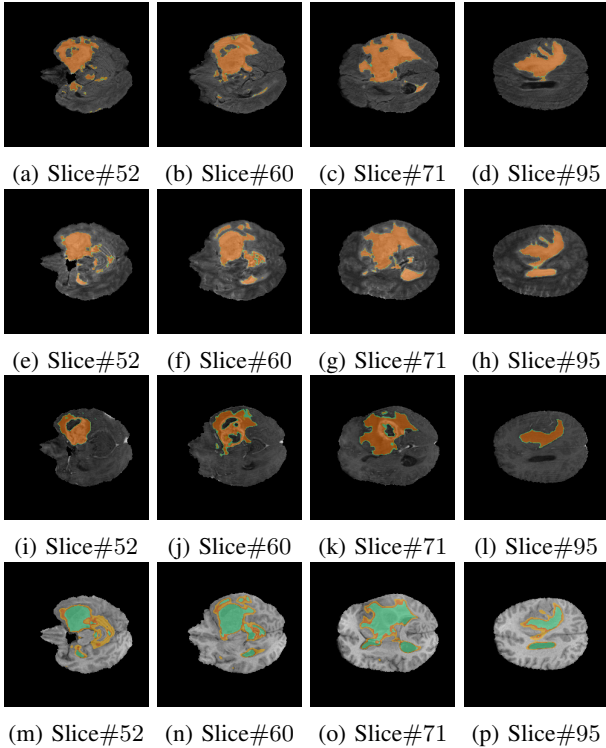 (a) Slice#52 (b) Slice#60 (c) Slice#71 (d) Slice#95
(e) Slice#52 (f) Slice#60 (g) Slice#71 (h) Slice#95
(i) Slice#52 (j) Slice#60 (k) Slice#71 (l) Slice#95
(m) Slice#52 (n) Slice#60 (o) Slice#71 (p) Slice#95